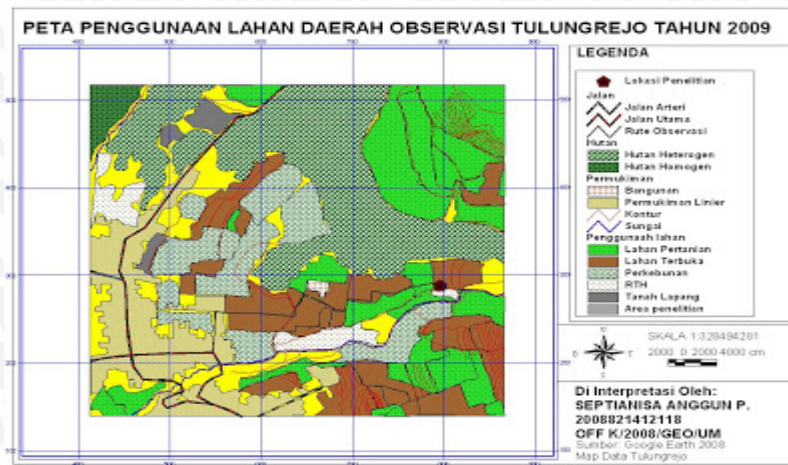 PETA PENGGUNAAN LAHAN DAERAH OBSERVASI TULUNGREJO TAHUN 2009
LEGENDA
Lokasi Penelitian
Jalan
Jalan Arteri
Jalan Utama
Rute Observasi
Hutan
Hutan Heterogen
Hutan Homogen
Permukiman
Bangunan
Permukiman Linier
Kontur
Sungai
Penggunaan lahan
Lahan Pertanian
Lahan Terbuka
Perkebunan
RTH
Tanah Lapang
Area penelitian
SKALA 1:328494281
2000 0 2000 4000 cm
Di Interpretasi Oleh:
SEPTIANISA ANGGUN P.
2008821412118
OFF K/2008/GEO/UM
Sumber: Google Earth 2008
Map Data Tulungrejo